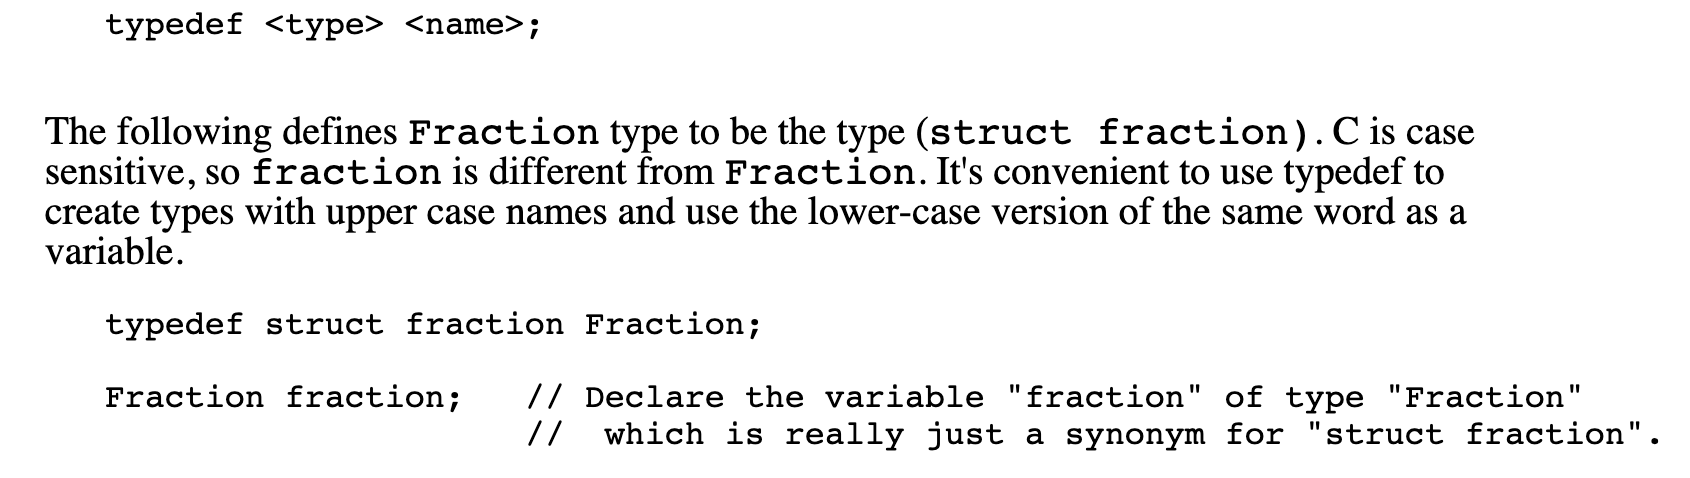 typedef <type> <name>;
The following defines Fraction type to be the type (struct fraction). C is case
sensitive, so fraction is different from Fraction. It's convenient to use typedef to
create types with upper case names and use the lower-case version of the same word as a
variable.
typedef struct fraction Fraction;
Fraction fraction;   // Declare the variable "fraction" of type "Fraction"
//  which is really just a synonym for "struct fraction".